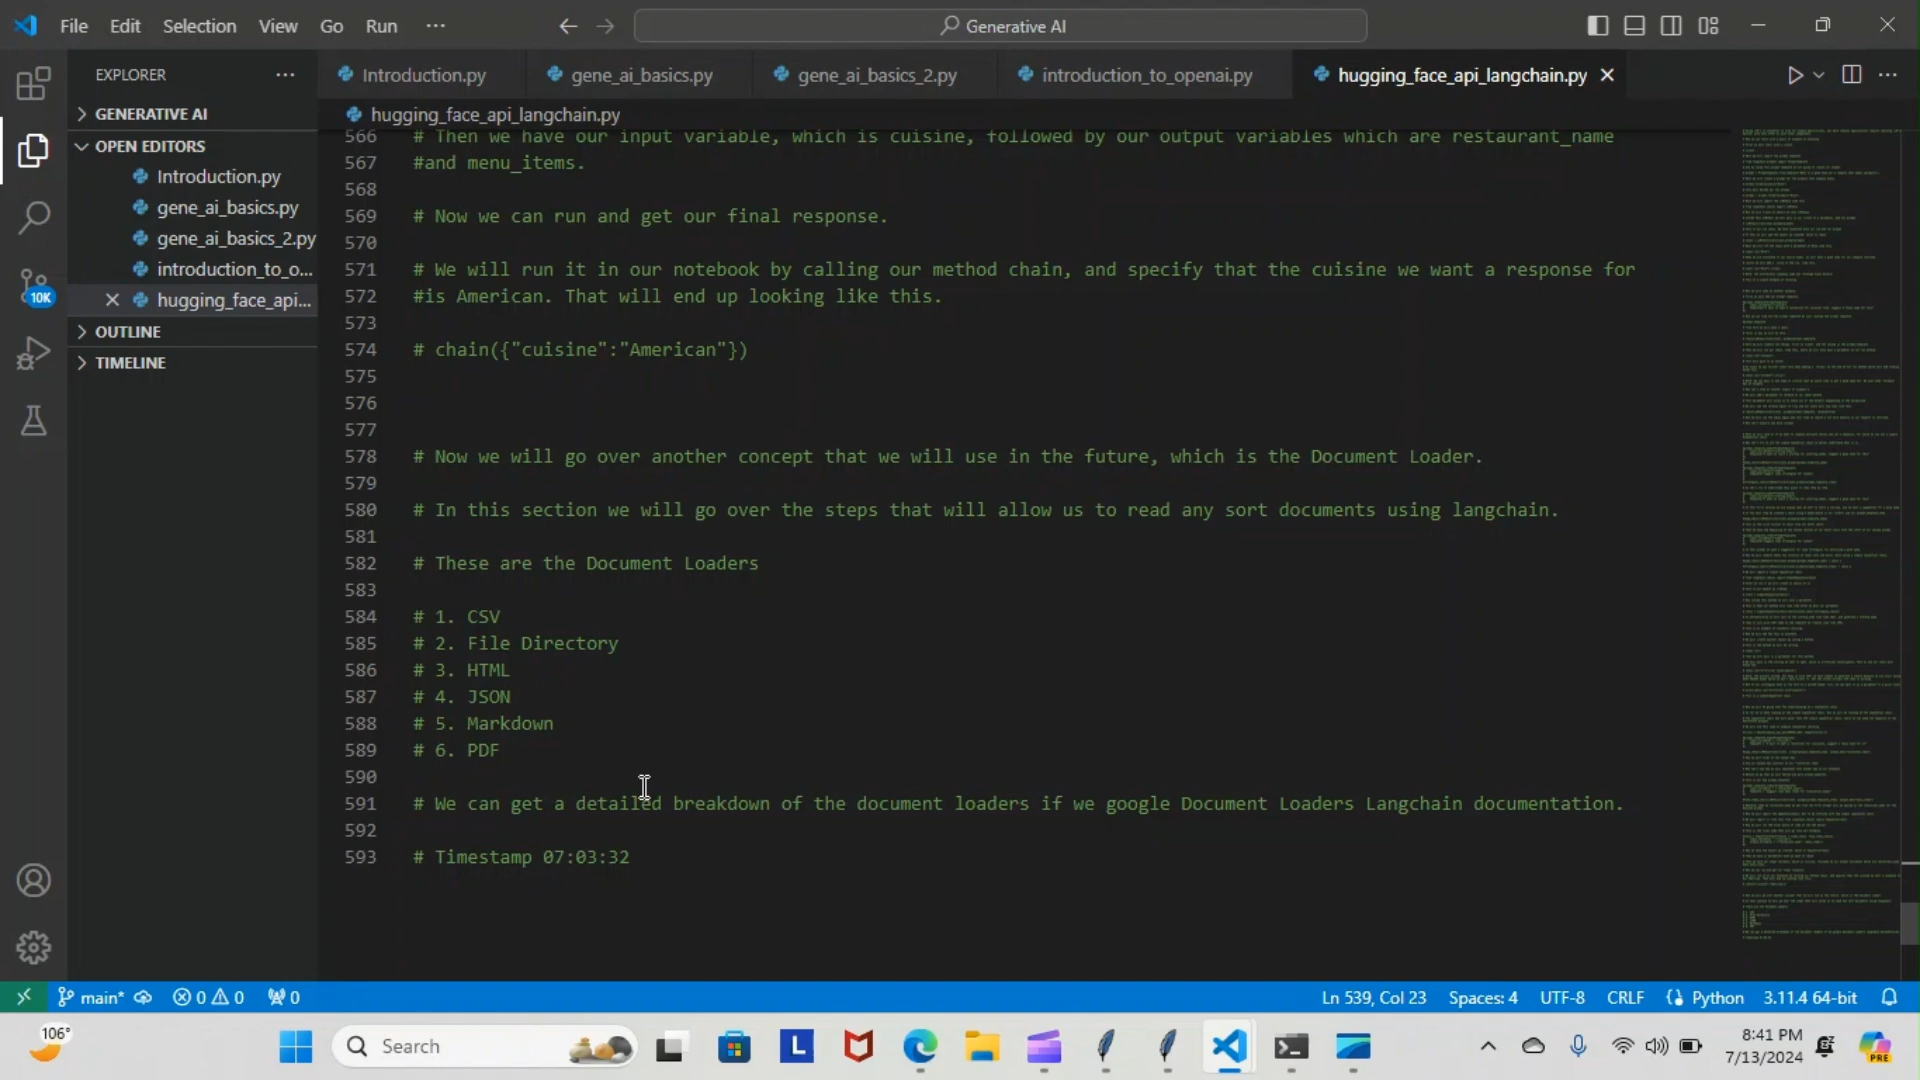 File Edit Selection View Go Run ··· Generative AI
EXPLORER ···
Introduction.py gene_ai_basics.py gene_ai_basics_2.py introduction_to_openai.py hugging_face_api_langchain.py
GENERATIVE AI
OPEN EDITORS
Introduction.py
gene_ai_basics.py
gene_ai_basics_2.py
introduction_to_o...
hugging_face_api...
OUTLINE
TIMELINE
10K
hugging_face_api_langchain.py
566 # Then we have our input variable, which is cuisine, followed by our output variables which are restaurant_name
567 #and menu_items.
568
569 # Now we can run and get our final response.
570
571 # We will run it in our notebook by calling our method chain, and specify that the cuisine we want a response for
572 #is American. That will end up looking like this.
573
574 # chain({"cuisine":"American"})
575
576
577
578 # Now we will go over another concept that we will use in the future, which is the Document Loader.
579
580 # In this section we will go over the steps that will allow us to read any sort documents using langchain.
581
582 # These are the Document Loaders
583
584 # 1. CSV
585 # 2. File Directory
586 # 3. HTML
587 # 4. JSON
588 # 5. Markdown
589 # 6. PDF
590
591 # We can get a detailed breakdown of the document loaders if we google Document Loaders Langchain documentation.
592
593 # Timestamp 07:03:32
main* 0 0 0 Ln 539, Col 23 Spaces: 4 UTF-8 CRLF Python 3.11.4 64-bit
106° Search L PRE
8:41 PM
7/13/2024